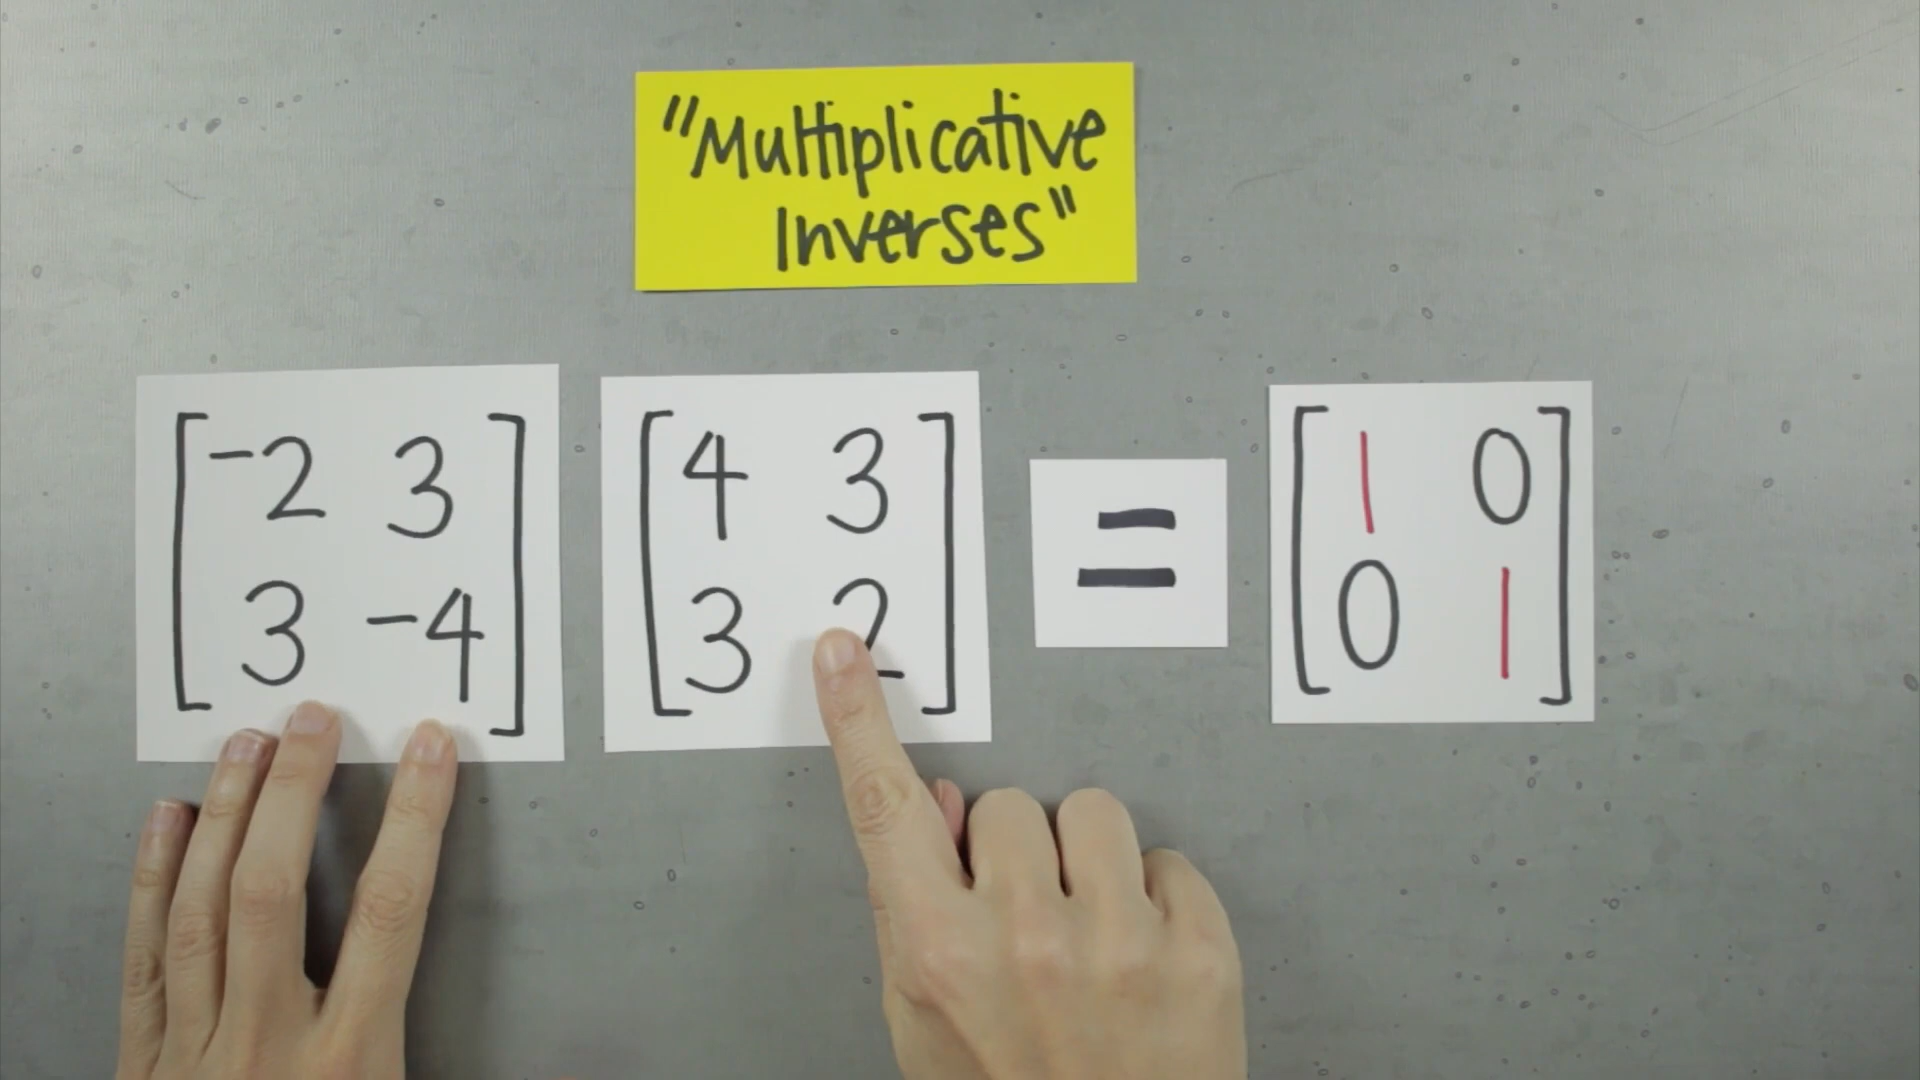 "Multiplicative
Inverses"
[-2 3] [4 3] = [1 0]
[3 -4] [3 2] [0 1]